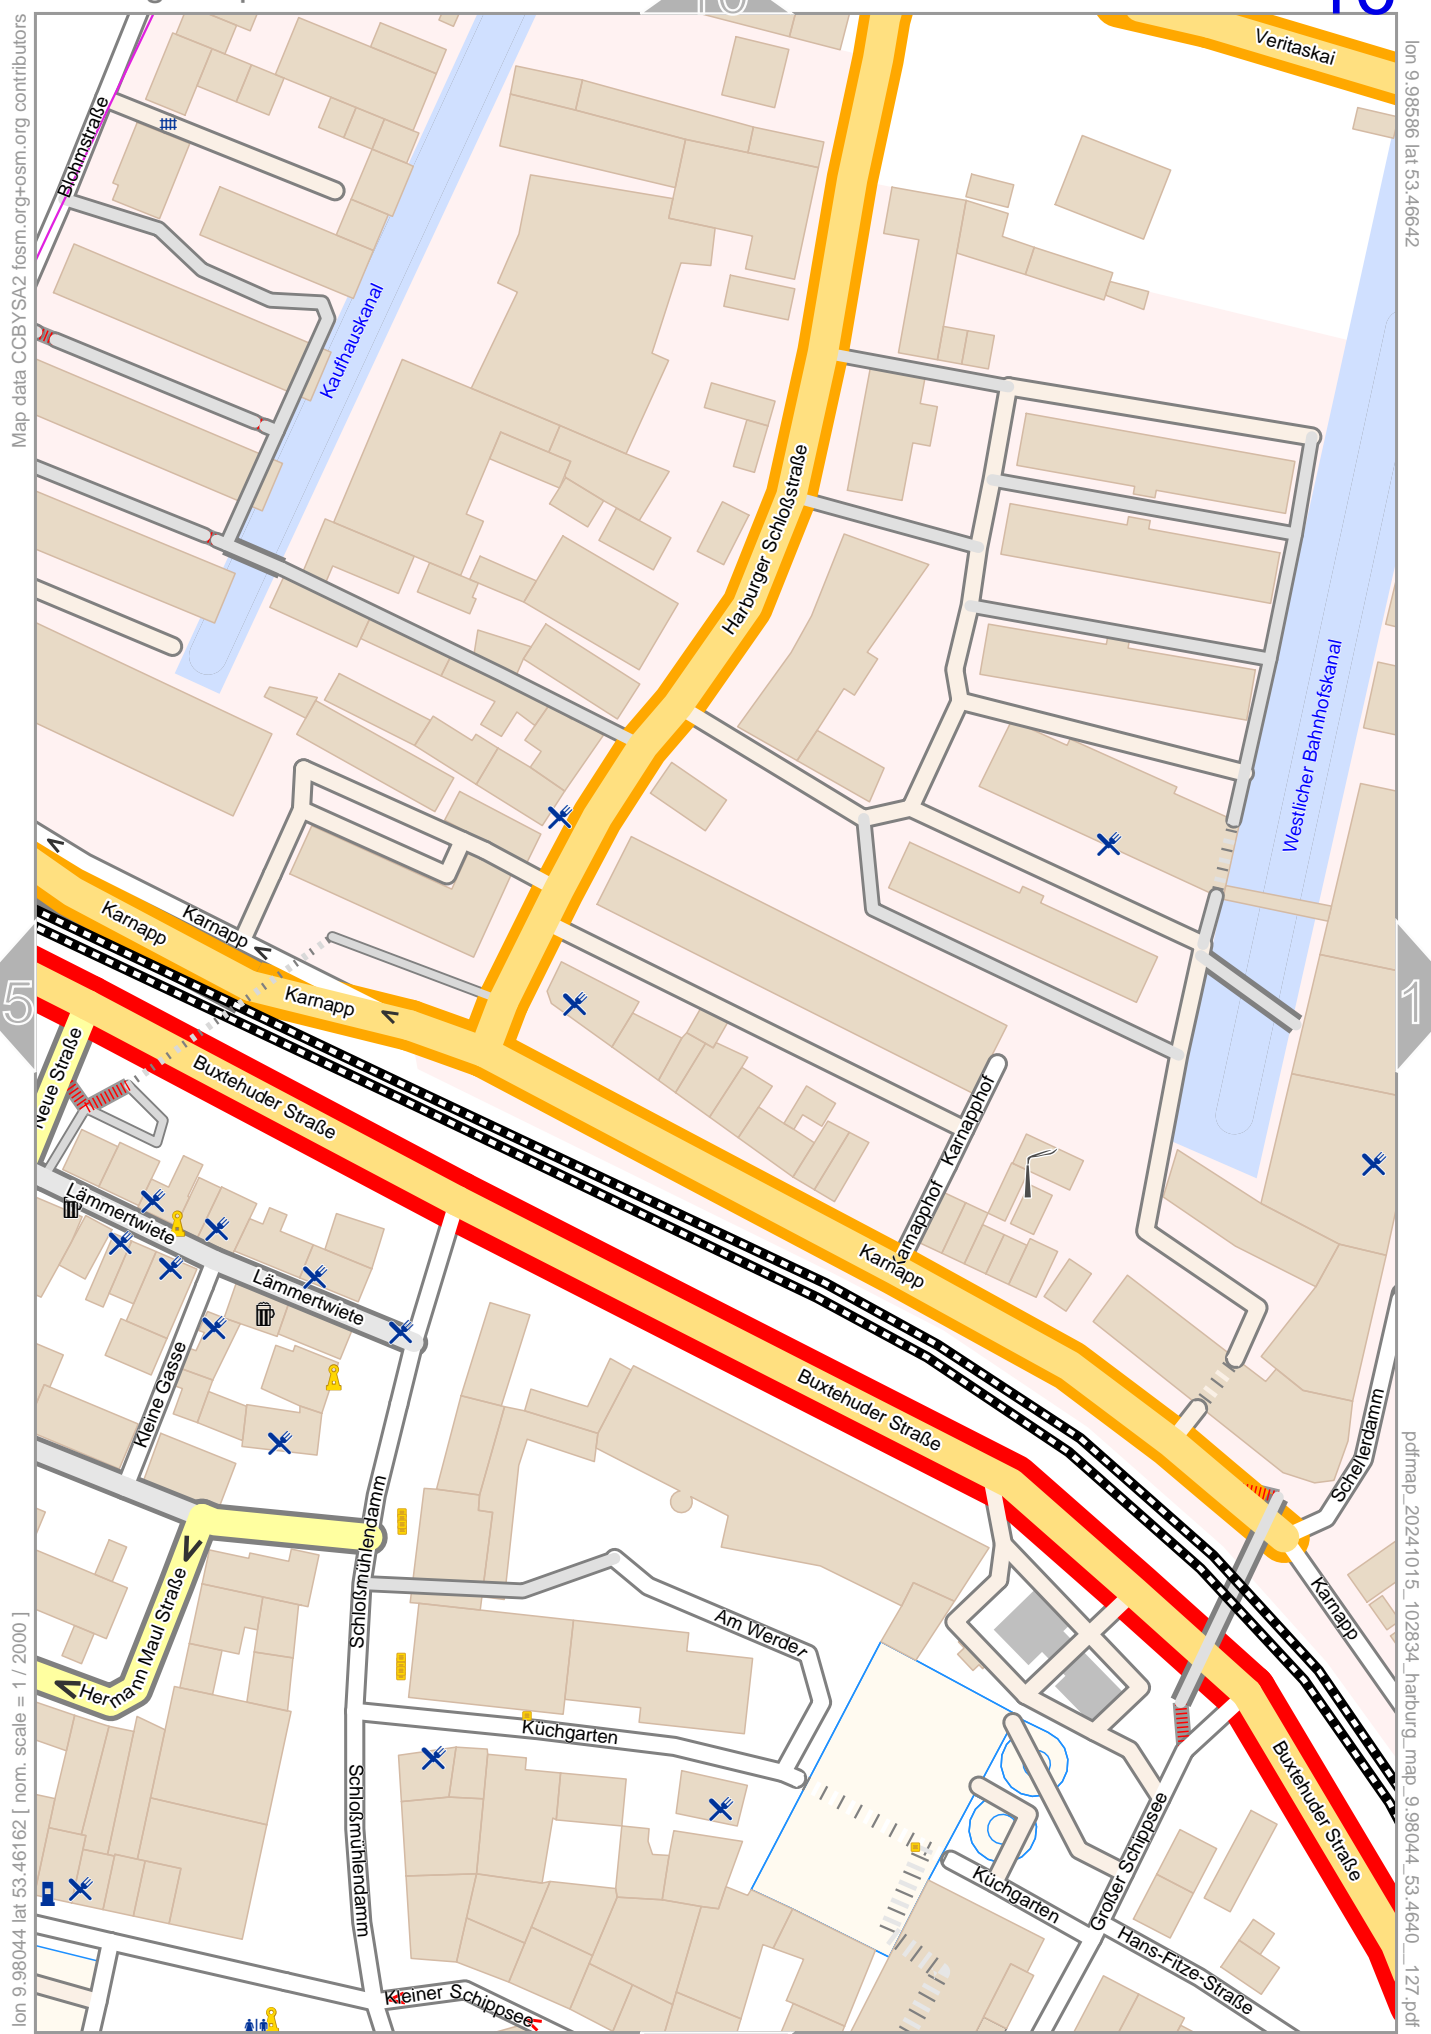 10
16
Map data CCBYSA2 fosm.org+osm.org contributors
lon 9.98586 lat 53.46642
Veritaskai
Blohmstraße
Kaufhauskanal
Harburger Schloßstraße
Westlicher Bahnhofskanal
Karnapp
Karnapp
Karnapp
5
1
Neue Straße
Buxtehuder Straße
Karnapphof
Karnapphof
Lämmertwiete
Lämmertwiete
Karnapp
Kleine Gasse
Buxtehuder Straße
Schellerdamm
Schloßmühlendamm
Karnapp
Hermann Maul Straße
Am Werder
Küchgarten
Schloßmühlendamm
Buxtehuder Straße
Großer Schippsee
Küchgarten
Hans-Fitze-Straße
Kleiner Schippsee
lon 9.98044 lat 53.46162 [ nom. scale = 1 / 2000 ]
pdfmap_20241015_102834_harburg_map_9.98044_53.4640__127.pdf